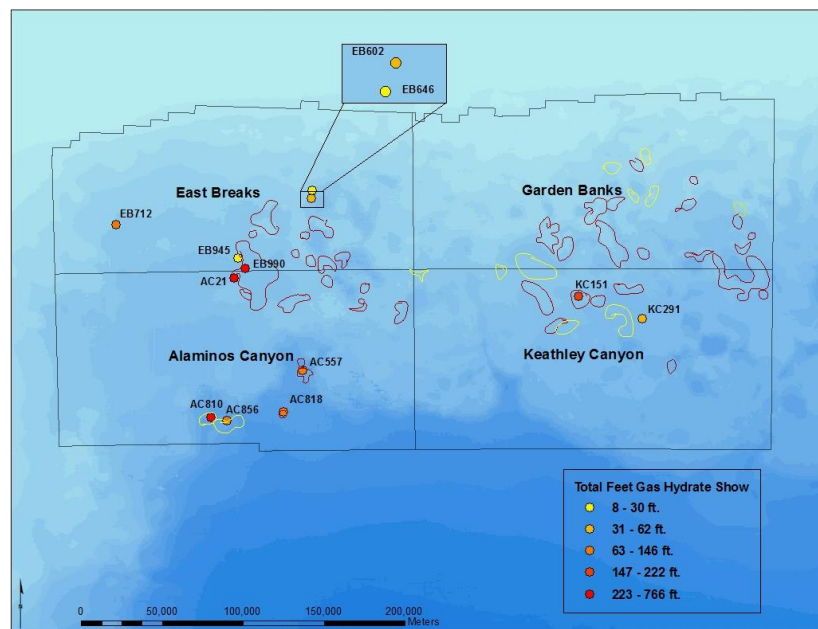 EB602
EB646
East Breaks
Garden Banks
EB712
EB945
EB990
AC21
KC151
KC291
Alaminos Canyon
AC557
Keathley Canyon
AC810
AC856
AC818
Total Feet Gas Hydrate Show
8 - 30 ft.
31 - 62 ft.
63 - 146 ft.
147 - 222 ft.
223 - 766 ft.
0 50,000 100,000 150,000 200,000
Meters